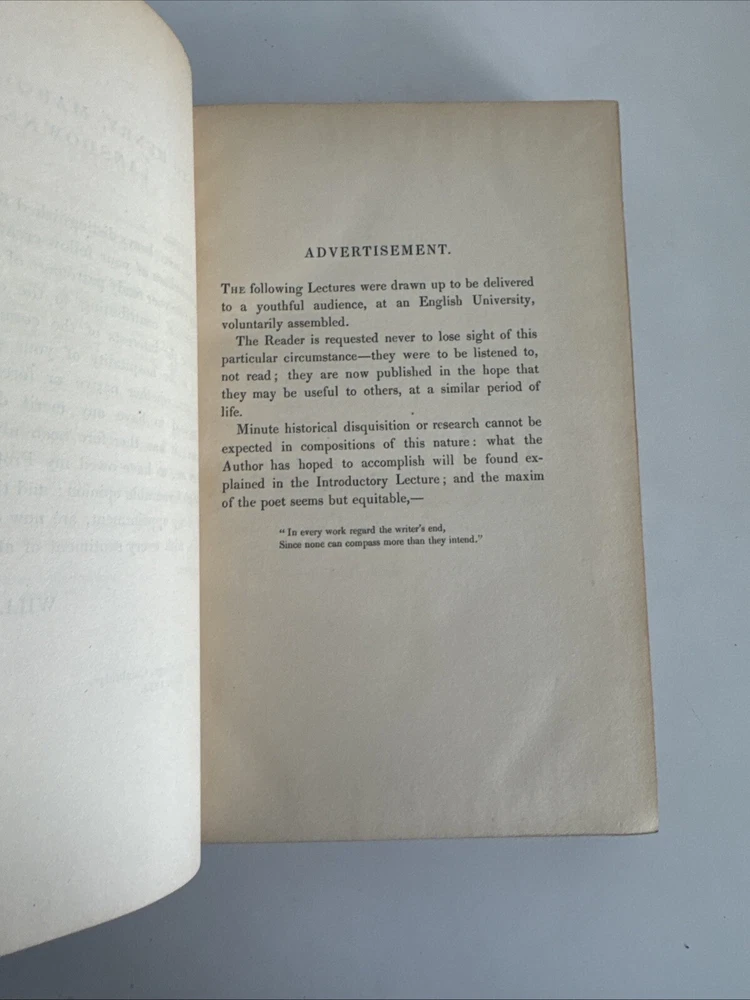 ADVERTISEMENT.
THE following Lectures were drawn up to be delivered
to a youthful audience, at an English University,
voluntarily assembled.
The Reader is requested never to lose sight of this
particular circumstance—they were to be listened to,
not read; they are now published in the hope that
they may be useful to others, at a similar period of
life.
Minute historical disquisition or research cannot be
expected in compositions of this nature: what the
Author has hoped to accomplish will be found ex-
plained in the Introductory Lecture; and the maxim
of the poet seems but equitable,—
"In every work regard the writer's end,
Since none can compass more than they intend."